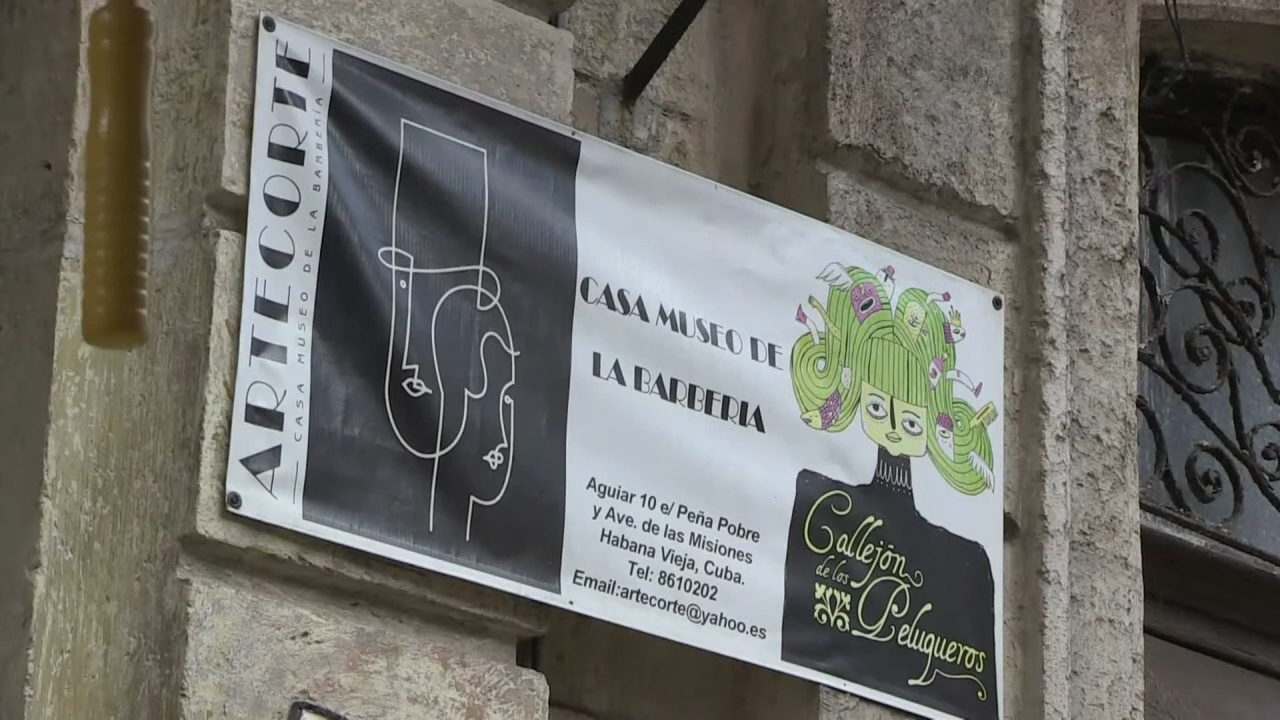 ARTECORTE
CASA MUSEO DE LA BARBERÍA
CASA MUSEO DE
LA BARBERIA
Aguiar 10 e/ Peña Pobre
y Ave. de las Misiones
Habana Vieja, Cuba.
Tel: 8610202
Email:artecorte@yahoo.es
Callejón
de los
Peluqueros